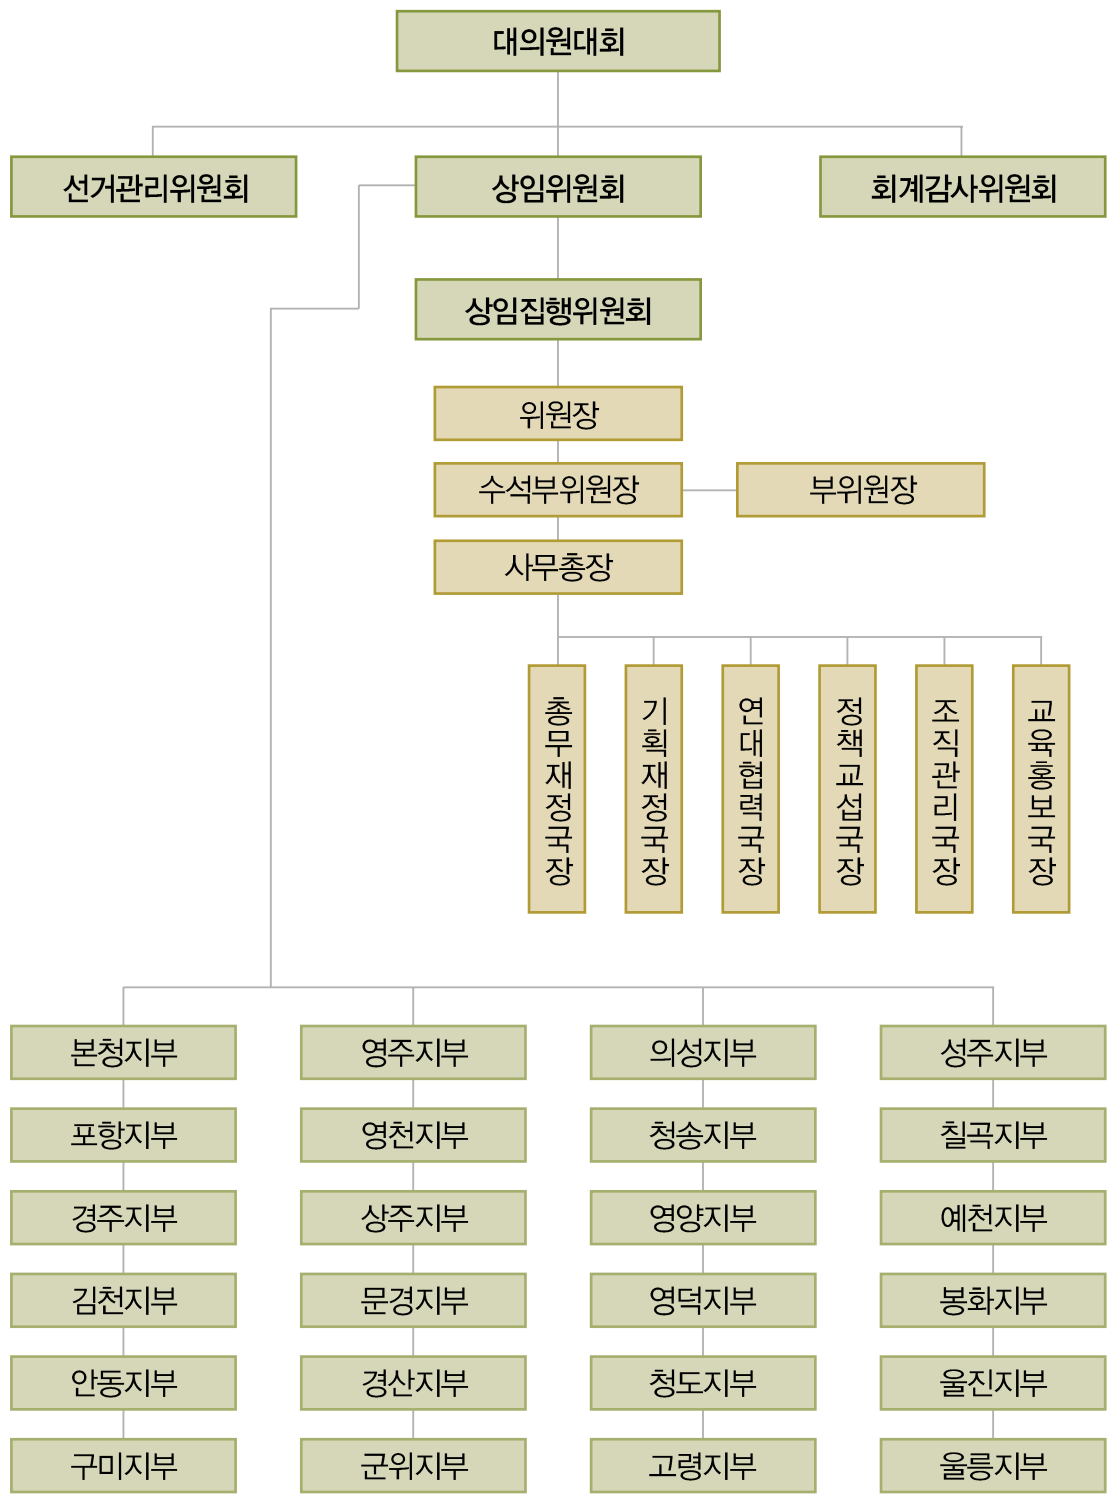 대의원대회
선거관리위원회
상임위원회
회계감사위원회
상임집행위원회
위원장
수석부위원장
부위원장
사무총장
총무재정국장
기획재정국장
연대협력국장
정책교섭국장
조직관리국장
교육홍보국장
본청지부
영주지부
의성지부
성주지부
포항지부
영천지부
청송지부
칠곡지부
경주지부
상주지부
영양지부
예천지부
김천지부
문경지부
영덕지부
봉화지부
안동지부
경산지부
청도지부
울진지부
구미지부
군위지부
고령지부
울릉지부